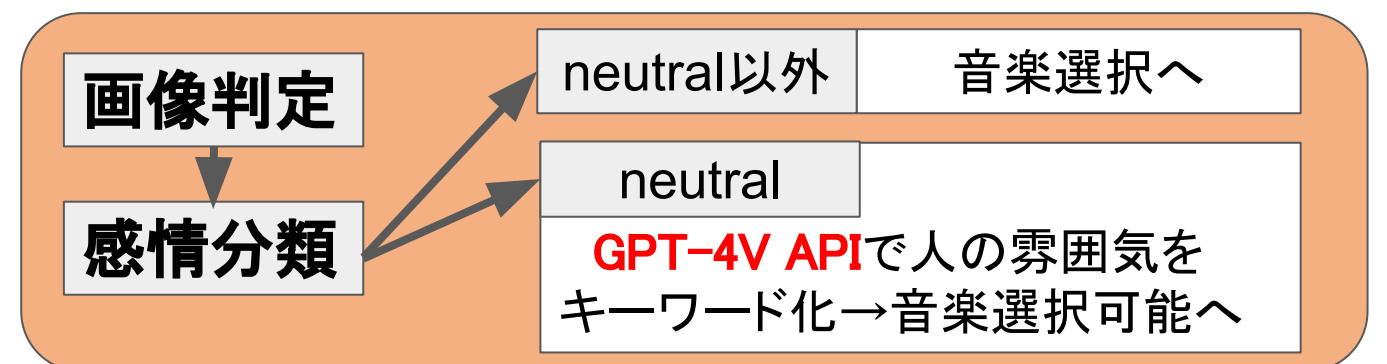 画像判定
感情分類
neutral以外
音楽選択へ
neutral
GPT-4V APIで人の雰囲気を
キーワード化→音楽選択可能へ